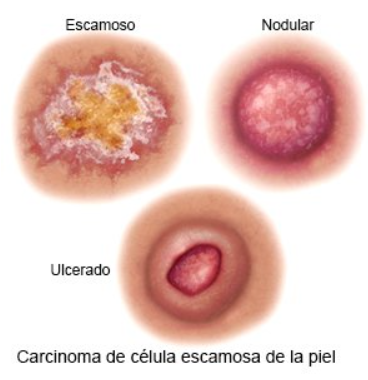 Escamoso
Nodular
Ulcerado
Carcinoma de célula escamosa de la piel